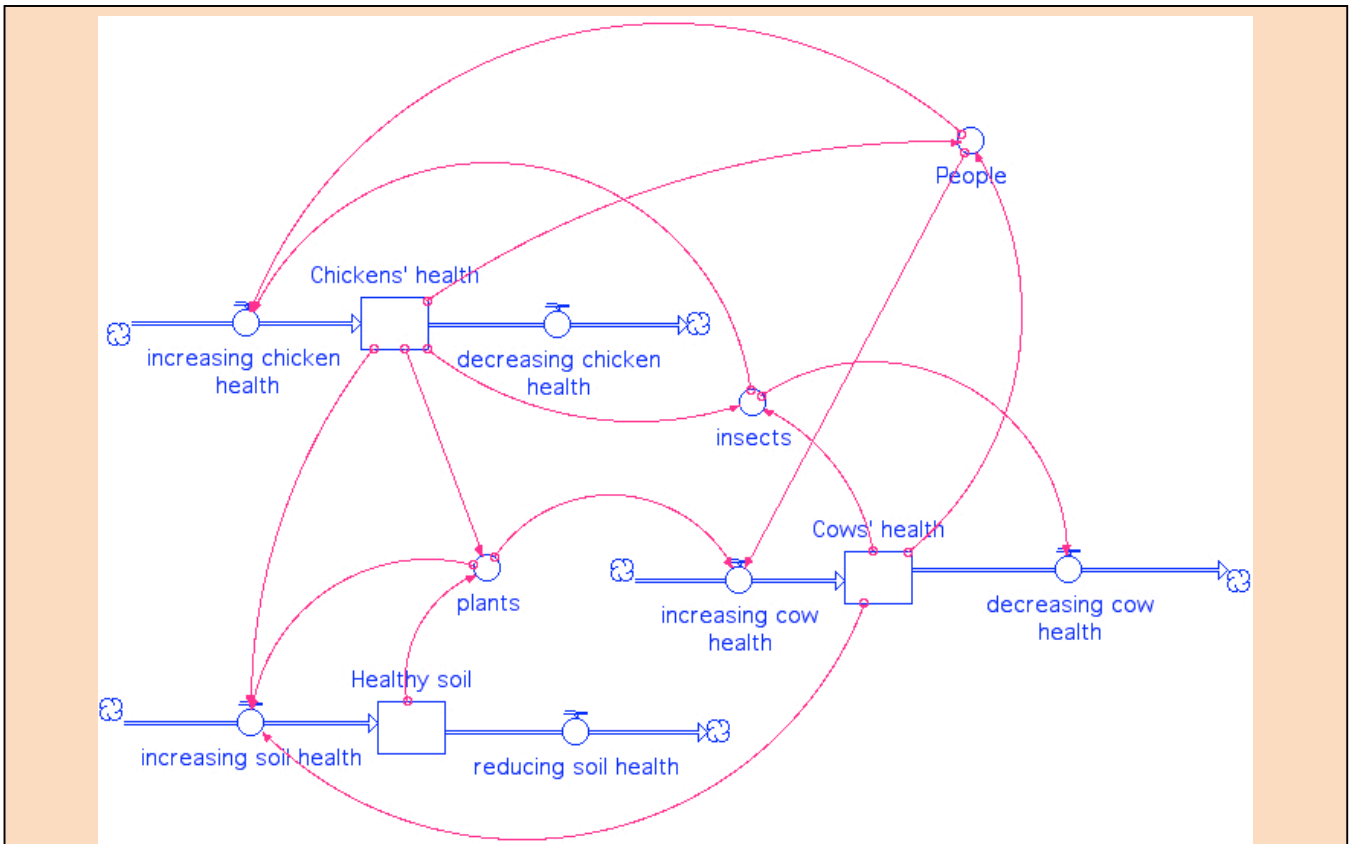 People
Chickens' health
increasing chicken
health
decreasing chicken
health
insects
Cows' health
plants
increasing cow
health
decreasing cow
health
Healthy soil
increasing soil health
reducing soil health